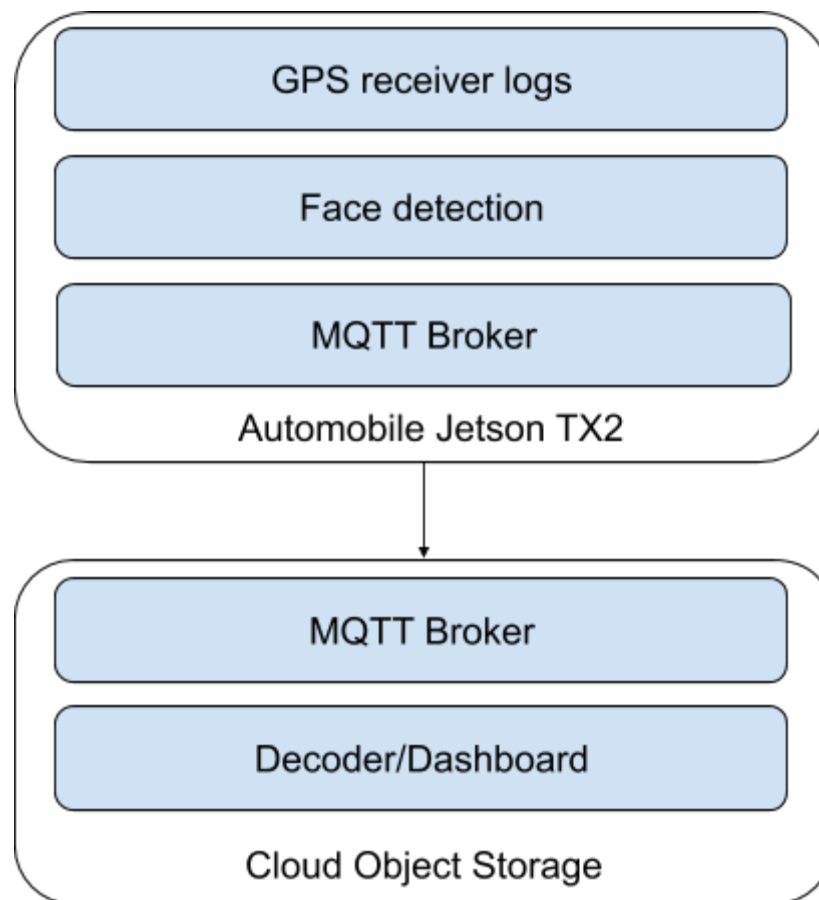 GPS receiver logs
Face detection
MQTT Broker
Automobile Jetson TX2
MQTT Broker
Decoder/Dashboard
Cloud Object Storage